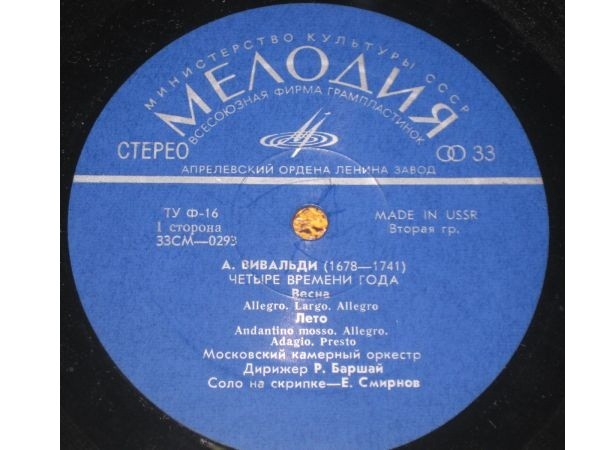 МИНИСТЕРСТВО КУЛЬТУРЫ СССР
МЕЛОДИЯ
ВСЕСОЮЗНАЯ ФИРМА ГРАМПЛАСТИНОК
СТЕРЕО
33
АПРЕЛЕВСКИЙ ОРДЕНА ЛЕНИНА ЗАВОД
ТУ Ф-16
1 сторона
33СМ—0293
MADE IN USSR
Вторая гр.
А. ВИВАЛЬДИ (1678—1741)
ЧЕТЫРЕ ВРЕМЕНИ ГОДА
Весна
Allegro. Largo. Allegro
Лето
Andantino mosso. Allegro.
Adagio. Presto
Московский камерный оркестр
Дирижер Р. Баршай
Соло на скрипке—Е. Смирнов